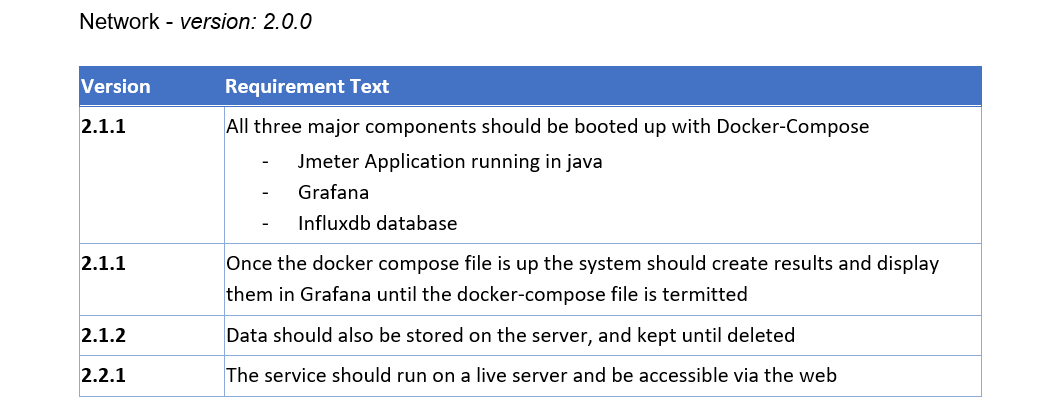 Network - version: 2.0.0
Version Requirement Text
2.1.1 All three major components should be booted up with Docker-Compose
- Jmeter Application running in java
- Grafana
- Influxdb database
2.1.1 Once the docker compose file is up the system should create results and display
them in Grafana until the docker-compose file is termitted
2.1.2 Data should also be stored on the server, and kept until deleted
2.2.1 The service should run on a live server and be accessible via the web